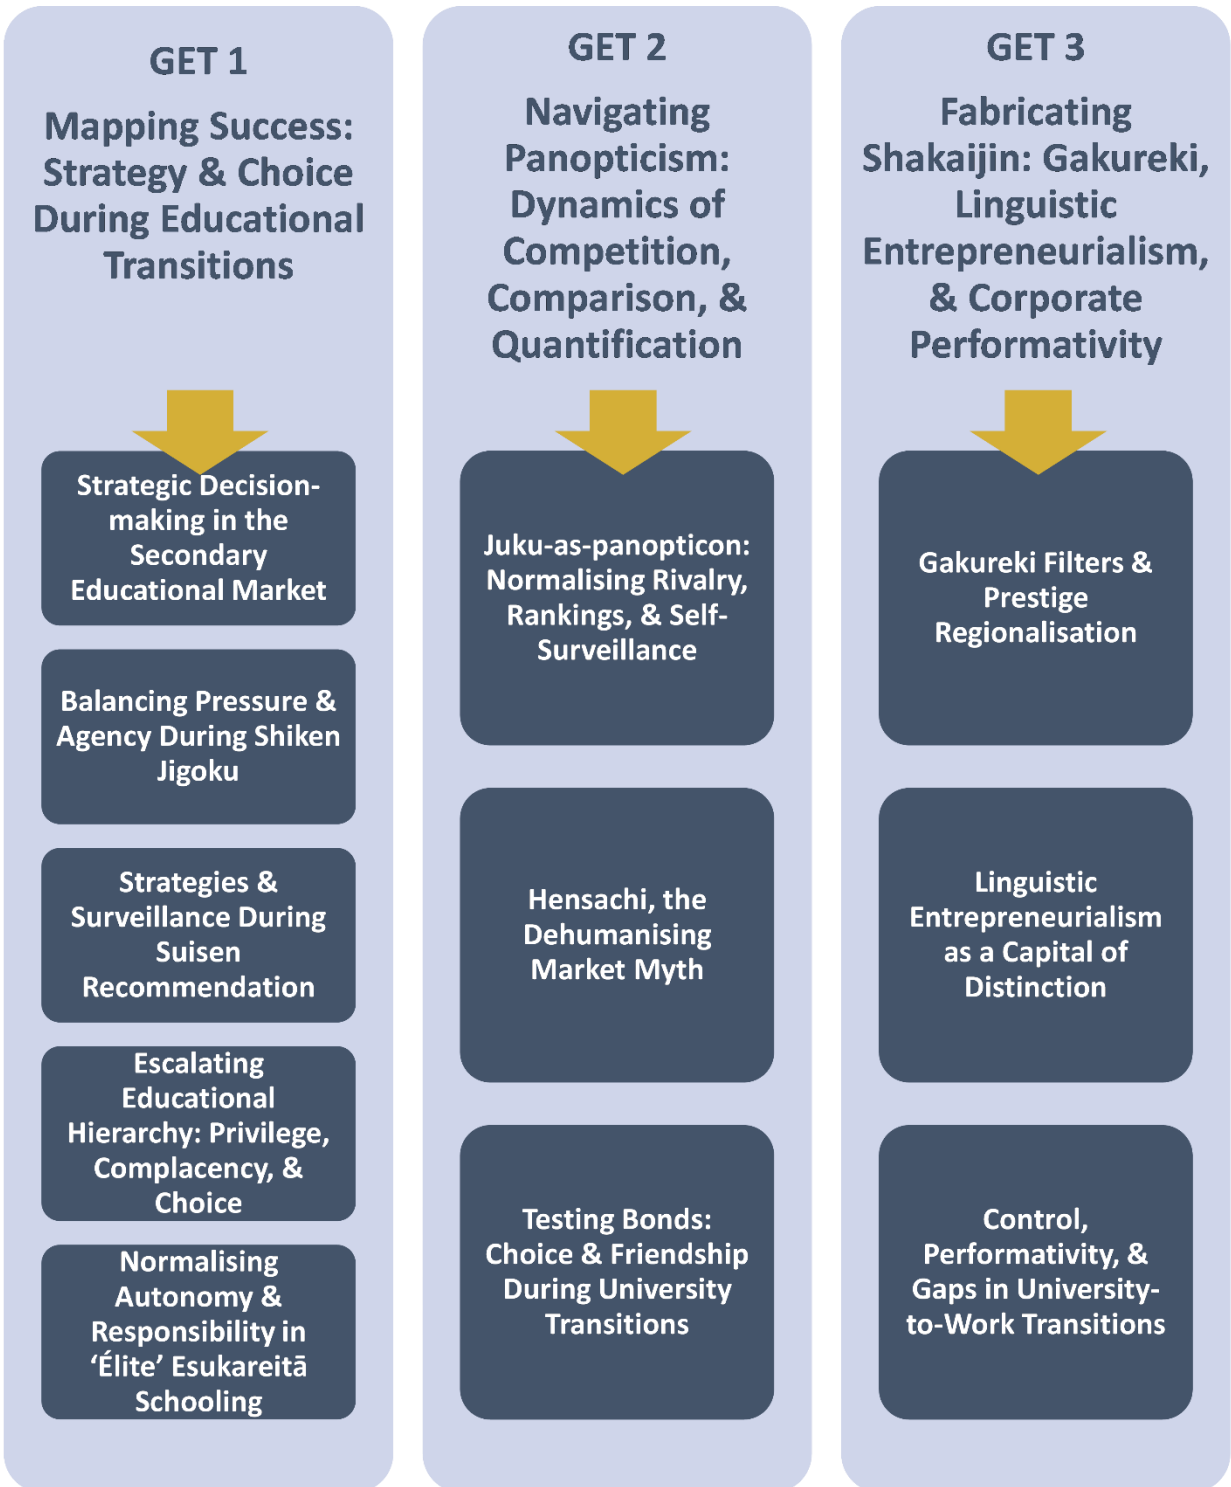 GET 1
Mapping Success:
Strategy & Choice
During Educational
Transitions
Strategic Decision-
making in the
Secondary
Educational Market
Balancing Pressure &
Agency During Shiken
Jigoku
Strategies &
Surveillance During
Suisen
Recommendation
Escalating
Educational
Hierarchy: Privilege,
Complacency, &
Choice
Normalising
Autonomy &
Responsibility in
‘Élite’ Esukareitā
Schooling
GET 2
Navigating
Panopticism:
Dynamics of
Competition,
Comparison, &
Quantification
Juku-as-panopticon:
Normalising Rivalry,
Rankings, & Self-
Surveillance
Hensachi, the
Dehumanising
Market Myth
Testing Bonds:
Choice & Friendship
During University
Transitions
GET 3
Fabricating
Shakaijin: Gakureki,
Linguistic
Entrepreneurialism,
& Corporate
Performativity
Gakureki Filters &
Prestige
Regionalisation
Linguistic
Entrepreneurialism
as a Capital of
Distinction
Control,
Performativity, &
Gaps in University-
to-Work Transitions